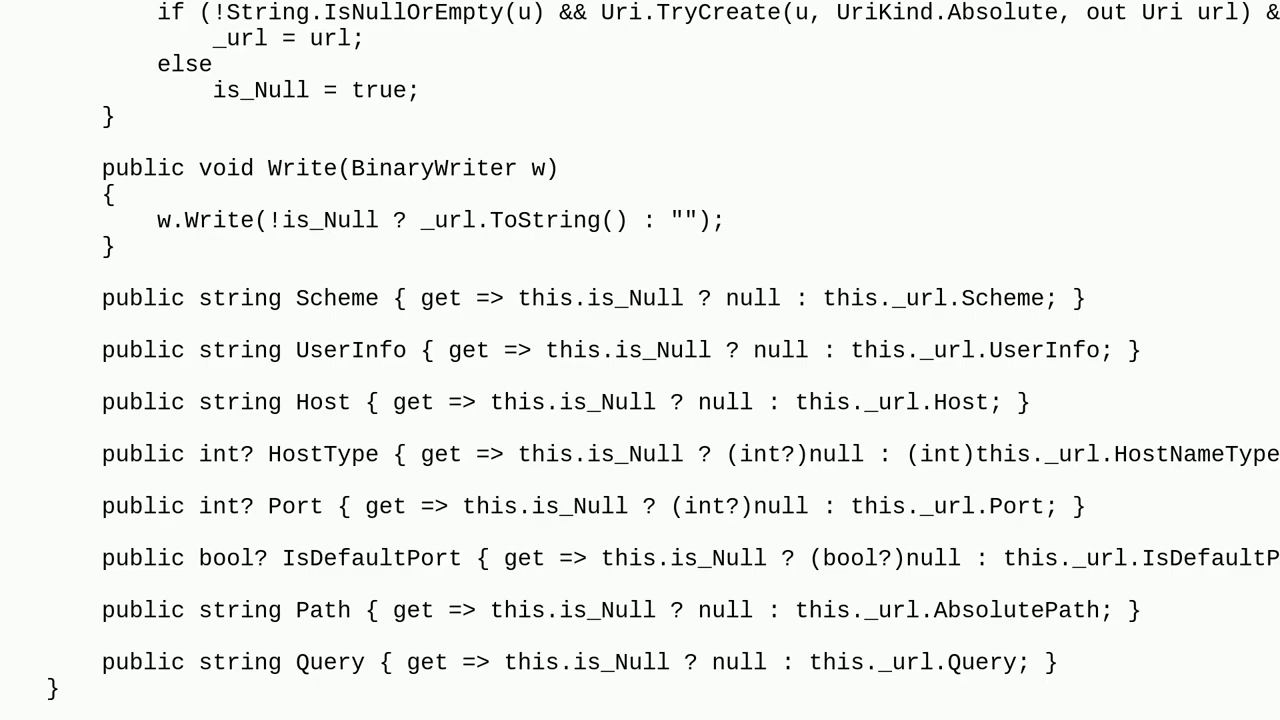 if (!String.IsNullOrEmpty(u) && Uri.TryCreate(u, UriKind.Absolute, out Uri url) &
_url = url;
else
is_Null = true;
}
public void Write(BinaryWriter w)
{
w.Write(!is_Null ? _url.ToString() : "");
}
public string Scheme { get => this.is_Null ? null : this._url.Scheme; }
public string UserInfo { get => this.is_Null ? null : this._url.UserInfo; }
public string Host { get => this.is_Null ? null : this._url.Host; }
public int? HostType { get => this.is_Null ? (int?)null : (int)this._url.HostNameType
public int? Port { get => this.is_Null ? (int?)null : this._url.Port; }
public bool? IsDefaultPort { get => this.is_Null ? (bool?)null : this._url.IsDefaultP
public string Path { get => this.is_Null ? null : this._url.AbsolutePath; }
public string Query { get => this.is_Null ? null : this._url.Query; }
}